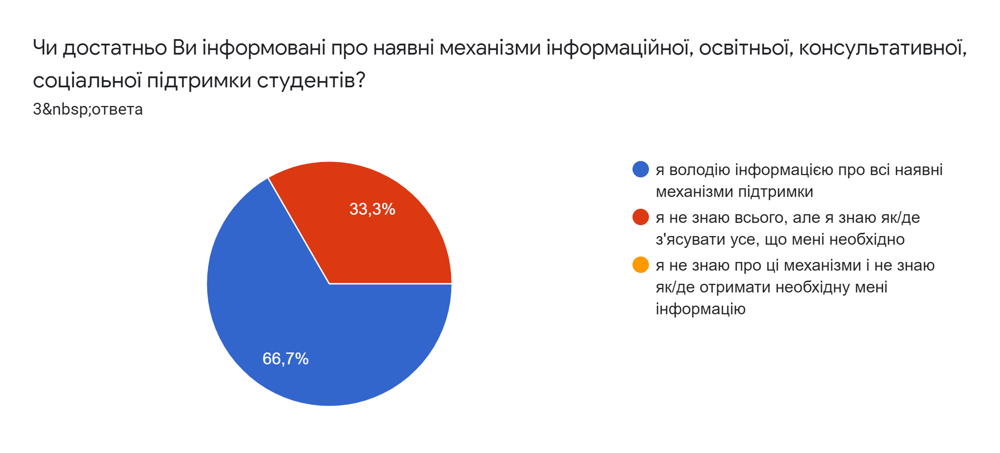 Чи достатньо Ви інформовані про наявні механізми інформаційної, освітньої, консультативної,
соціальної підтримки студентів?
3&nbsp;ответа
33,3%
66,7%
я володію інформацією про всі наявні
механізми підтримки
я не знаю всього, але я знаю як/де
з'ясувати усе, що мені необхідно
я не знаю про ці механізми і не знаю
як/де отримати необхідну мені
інформацію